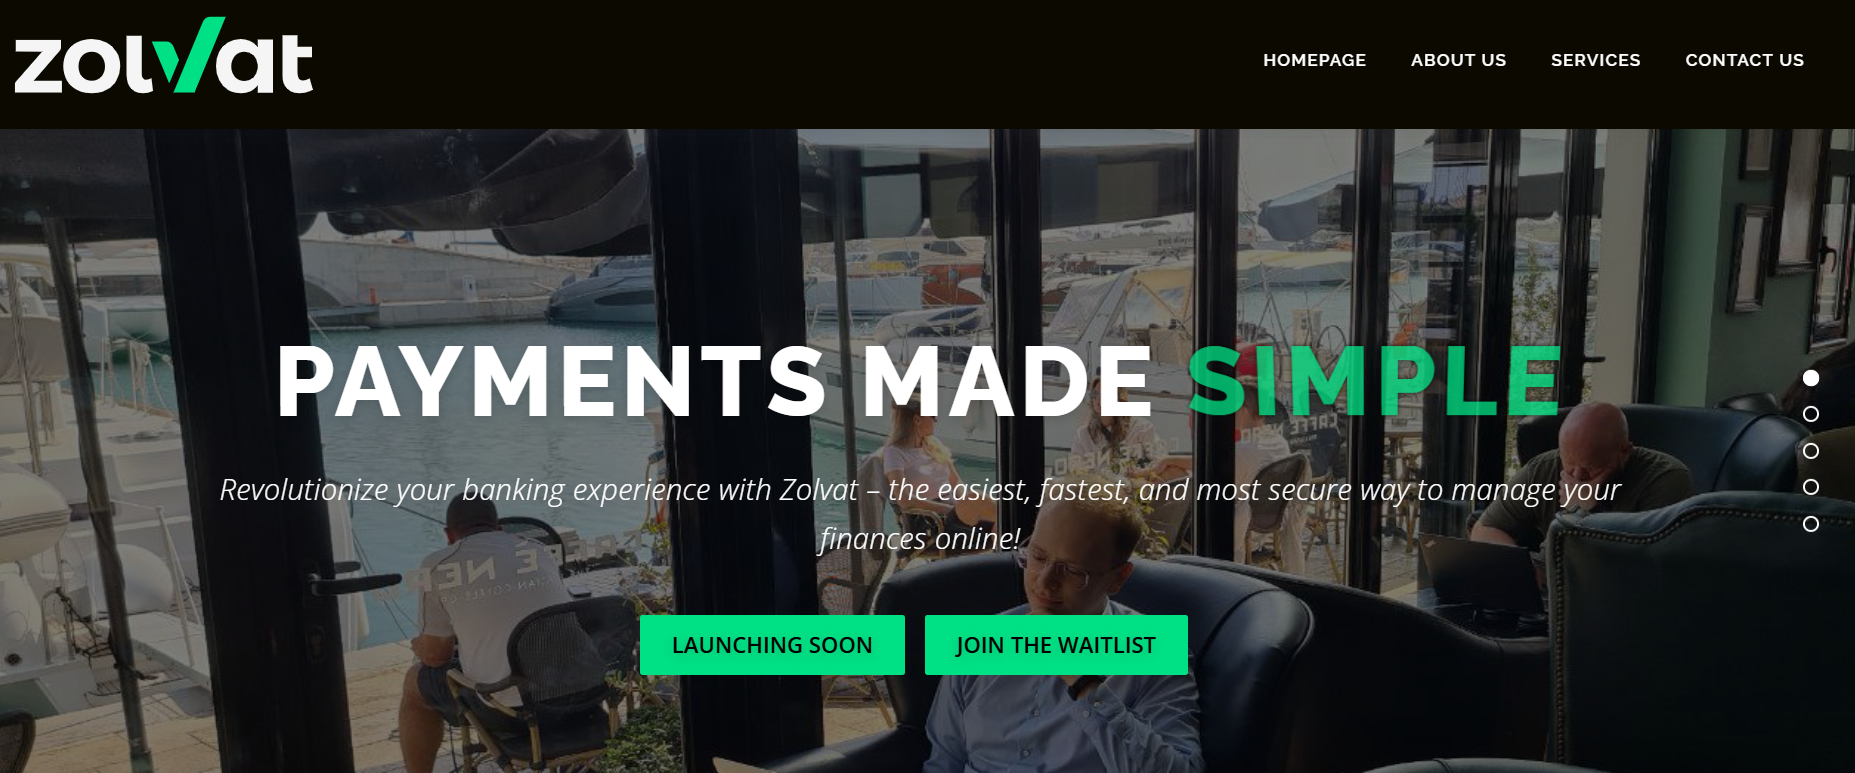 zolvat
HOMEPAGE ABOUT US SERVICES CONTACT US
PAYMENTS MADE SIMPLE
Revolutionize your banking experience with Zolvat – the easiest, fastest, and most secure way to manage your
finances online!
LAUNCHING SOON JOIN THE WAITLIST